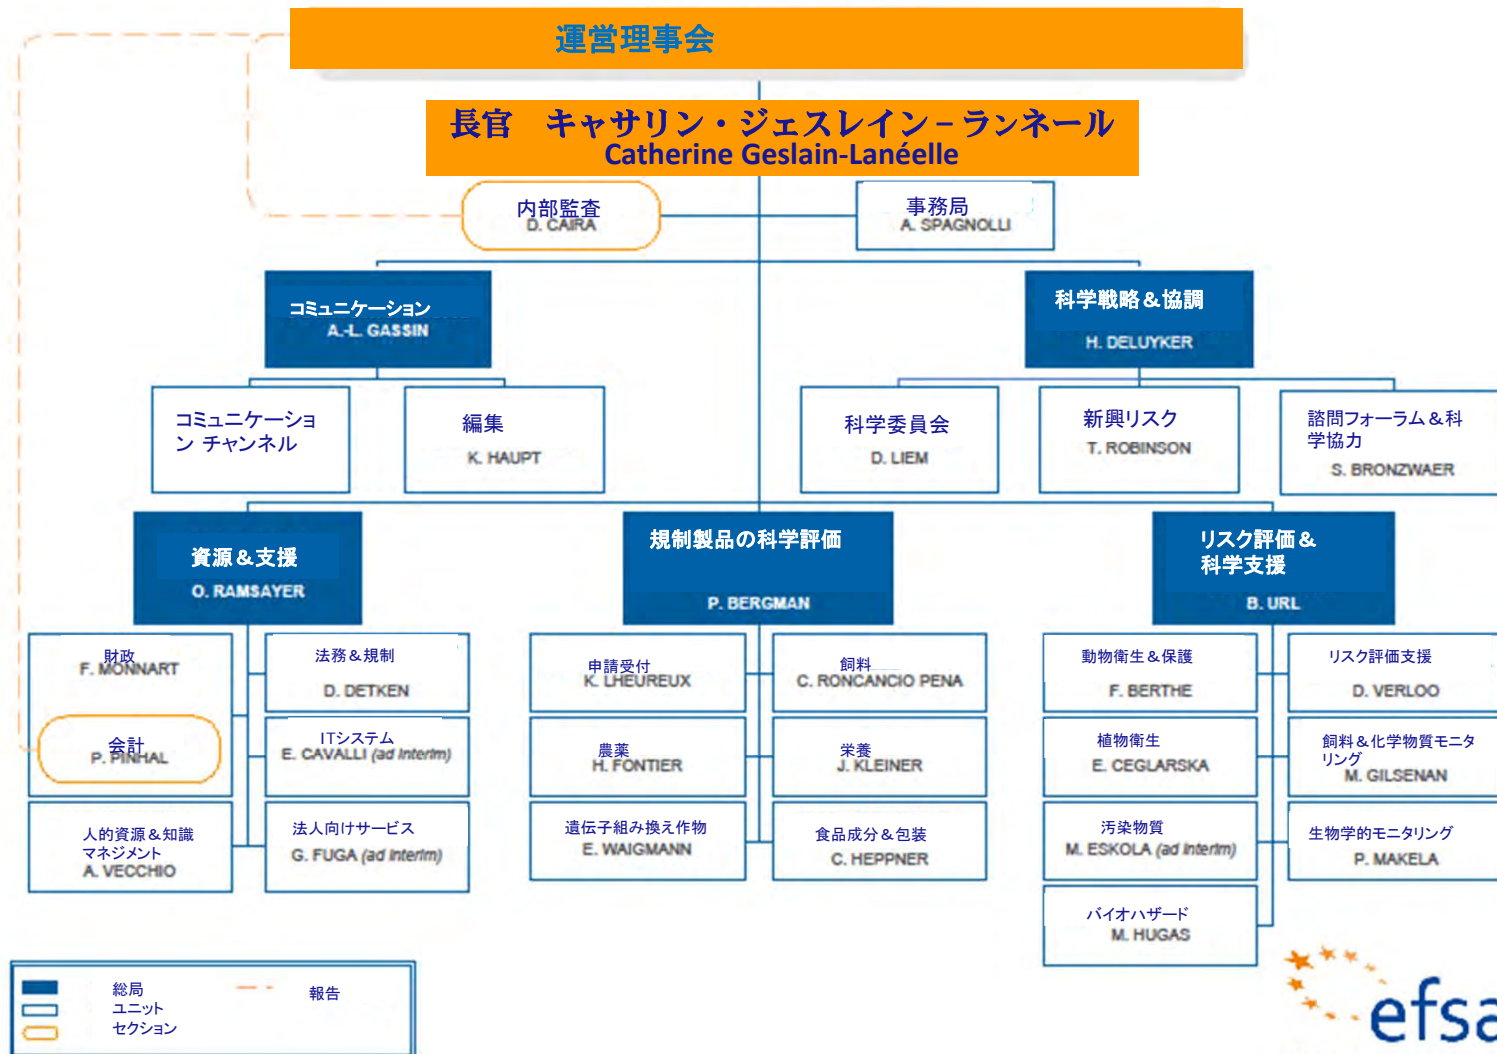 運営理事会
長官　キャサリン・ジェスレイン－ランネール
Catherine Geslain-Lanéelle
内部監査
D. CAIRA
事務局
A. SPAGNOLLI
コミュニケーション
A.-L. GASSIN
科学戦略＆協調
H. DELUYKER
コミュニケーショ
ン チャンネル
編集
K. HAUPT
科学委員会
D. LIEM
新興リスク
T. ROBINSON
諮問フォーラム＆科
学協力
S. BRONZWAER
資源＆支援
O. RAMSAYER
規制製品の科学評価
P. BERGMAN
リスク評価＆
科学支援
B. URL
財政
F. MONNART
会計
P. PINHAL
人的資源＆知識
マネジメント
A. VECCHIO
法務＆規制
D. DETKEN
ITシステム
E. CAVALLI (ad interim)
法人向けサービス
G. FUGA (ad interim)
申請受付
K. LHEUREUX
農薬
H. FONTIER
遺伝子組み換え作物
E. WAIGMANN
飼料
C. RONCANCIO PENA
栄養
J. KLEINER
食品成分＆包装
C. HEPPNER
動物衛生＆保護
F. BERTHE
植物衛生
E. CEGLARSKA
汚染物質
M. ESKOLA (ad interim)
バイオハザード
M. HUGAS
リスク評価支援
D. VERLOO
飼料＆化学物質モニタ
リング
M. GILSENAN
生物学的モニタリング
P. MAKELA
総局
ユニット
セクション
報告
efsa